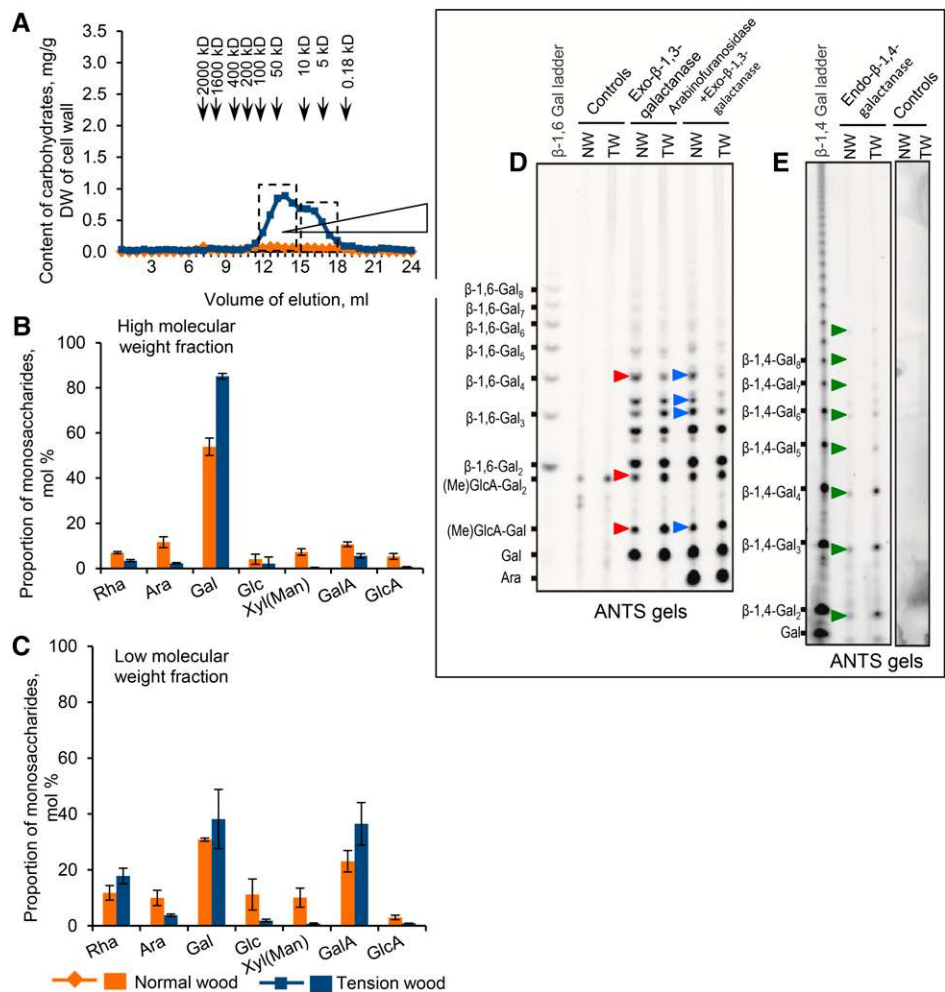 A
Content of carbohydrates, mg/g
DW of cell wall
3.5
3.0
2.5
2.0
1.5
1.0
0.5
0.0
2000 kD
1600 kD
400 kD
200 kD
100 kD
50 kD
10 kD
5 kD
0.18 kD
3 6 9 12 15 18 21 24
Volume of elution, ml
B
High molecular
weight fraction
Proportion of monosaccharides,
mol %
100
80
60
40
20
0
Rha Ara Gal Glc Xyl(Man) GalA GlcA
C
Low molecular
weight fraction
Proportion of monosaccharides,
mol %
100
80
60
40
20
0
Rha Ara Gal Glc Xyl(Man) GalA GlcA
Normal wood Tension wood
D
β-1,6 Gal ladder
Controls
Exo-β-1,3-
galactanase
Arabinofuranosidase
+Exo-β-1,3-
galactanase
NW TW NW TW NW TW
β-1,6-Gal₈
β-1,6-Gal₇
β-1,6-Gal₆
β-1,6-Gal₅
β-1,6-Gal₄
β-1,6-Gal₃
β-1,6-Gal₂
(Me)GlcA-Gal₂
(Me)GlcA-Gal
Gal
Ara
ANTS gels
E
β-1,4 Gal ladder
Endo-β-1,4-
galactanase
Controls
NW TW NW TW
β-1,4-Gal₈
β-1,4-Gal₇
β-1,4-Gal₆
β-1,4-Gal₅
β-1,4-Gal₄
β-1,4-Gal₃
β-1,4-Gal₂
Gal
ANTS gels